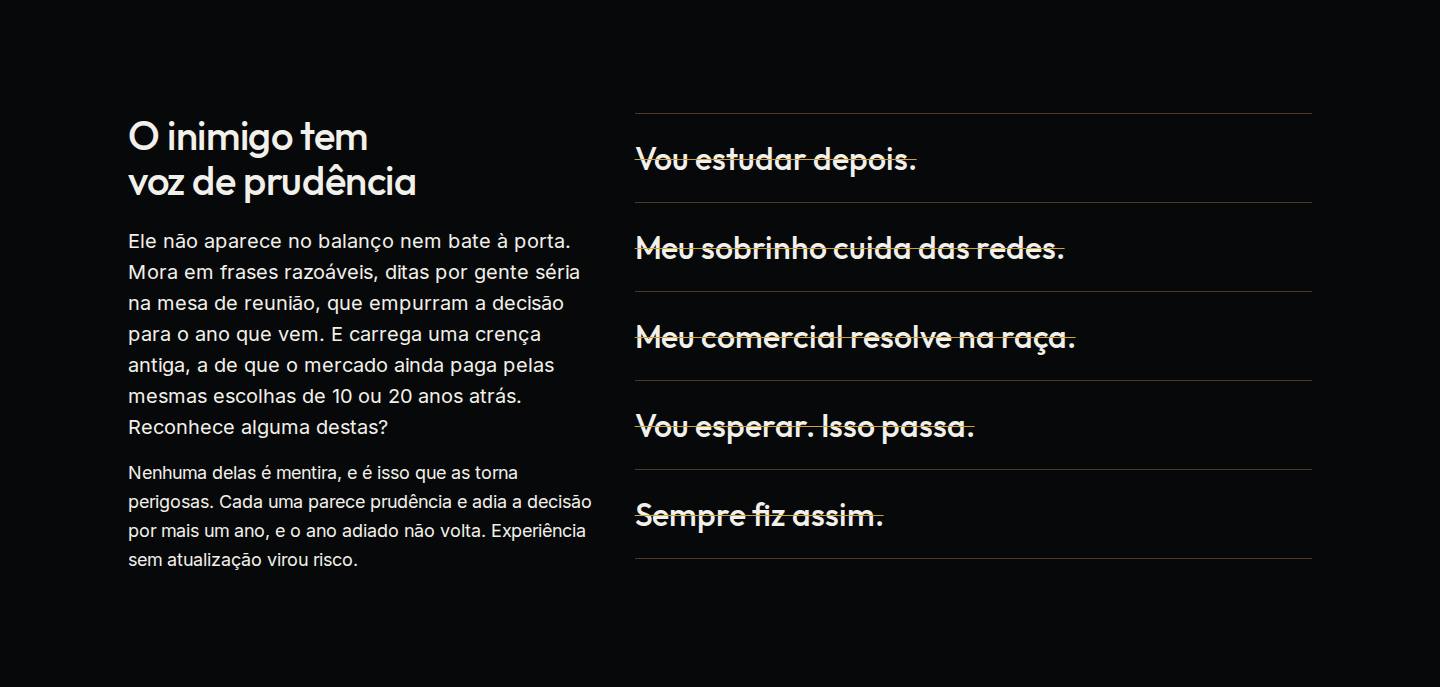 O inimigo tem
voz de prudência
Ele não aparece no balanço nem bate à porta.
Mora em frases razoáveis, ditas por gente séria
na mesa de reunião, que empurram a decisão
para o ano que vem. E carrega uma crença
antiga, a de que o mercado ainda paga pelas
mesmas escolhas de 10 ou 20 anos atrás.
Reconhece alguma destas?
Nenhuma delas é mentira, e é isso que as torna
perigosas. Cada uma parece prudência e adia a decisão
por mais um ano, e o ano adiado não volta. Experiência
sem atualização virou risco.
Vou estudar depois.
Meu sobrinho cuida das redes.
Meu comercial resolve na raça.
Vou esperar. Isso passa.
Sempre fiz assim.